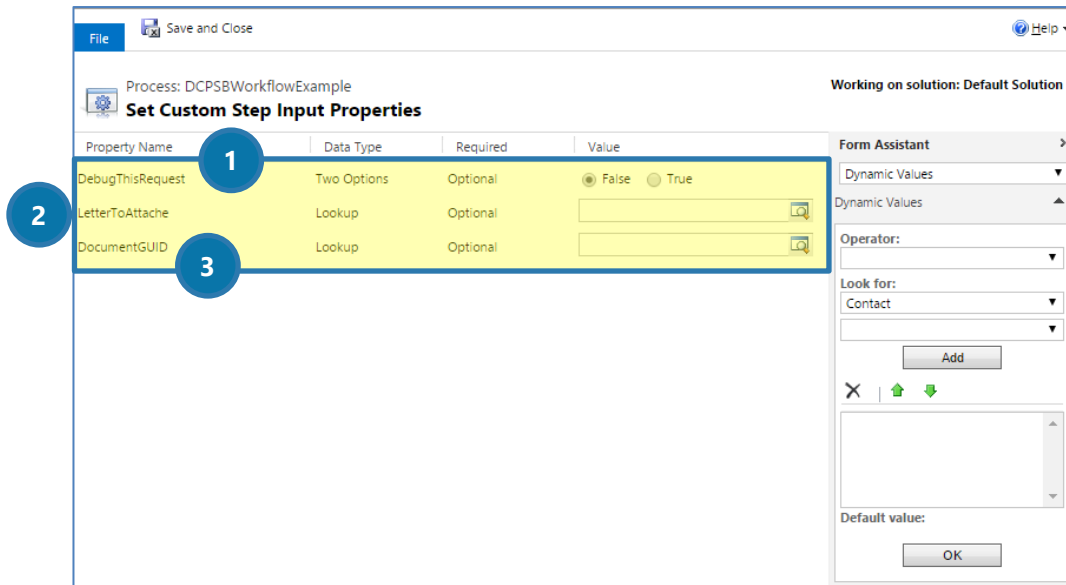 File
Save and Close
Help
Process: DCPSBWorkflowExample
Set Custom Step Input Properties
Working on solution: Default Solution
Property Name Data Type Required Value
1
DebugThisRequest Two Options Optional False True
2
LetterToAttache Lookup Optional
DocumentGUID Lookup Optional
3
Form Assistant
Dynamic Values
Dynamic Values
Operator:
Look for:
Contact
Add
Default value:
OK